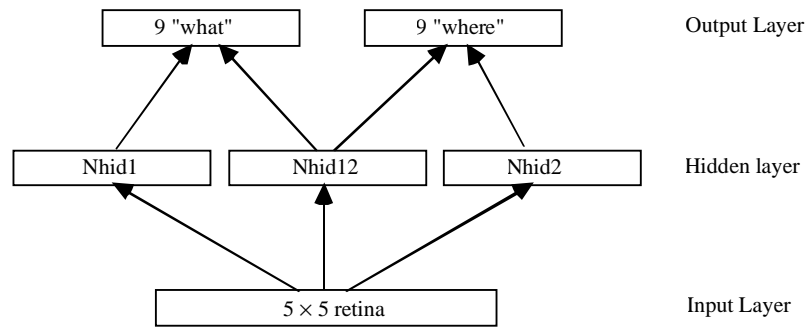 9 "what" 9 "where" Output Layer
Nhid1 Nhid12 Nhid2 Hidden layer
5 × 5 retina Input Layer